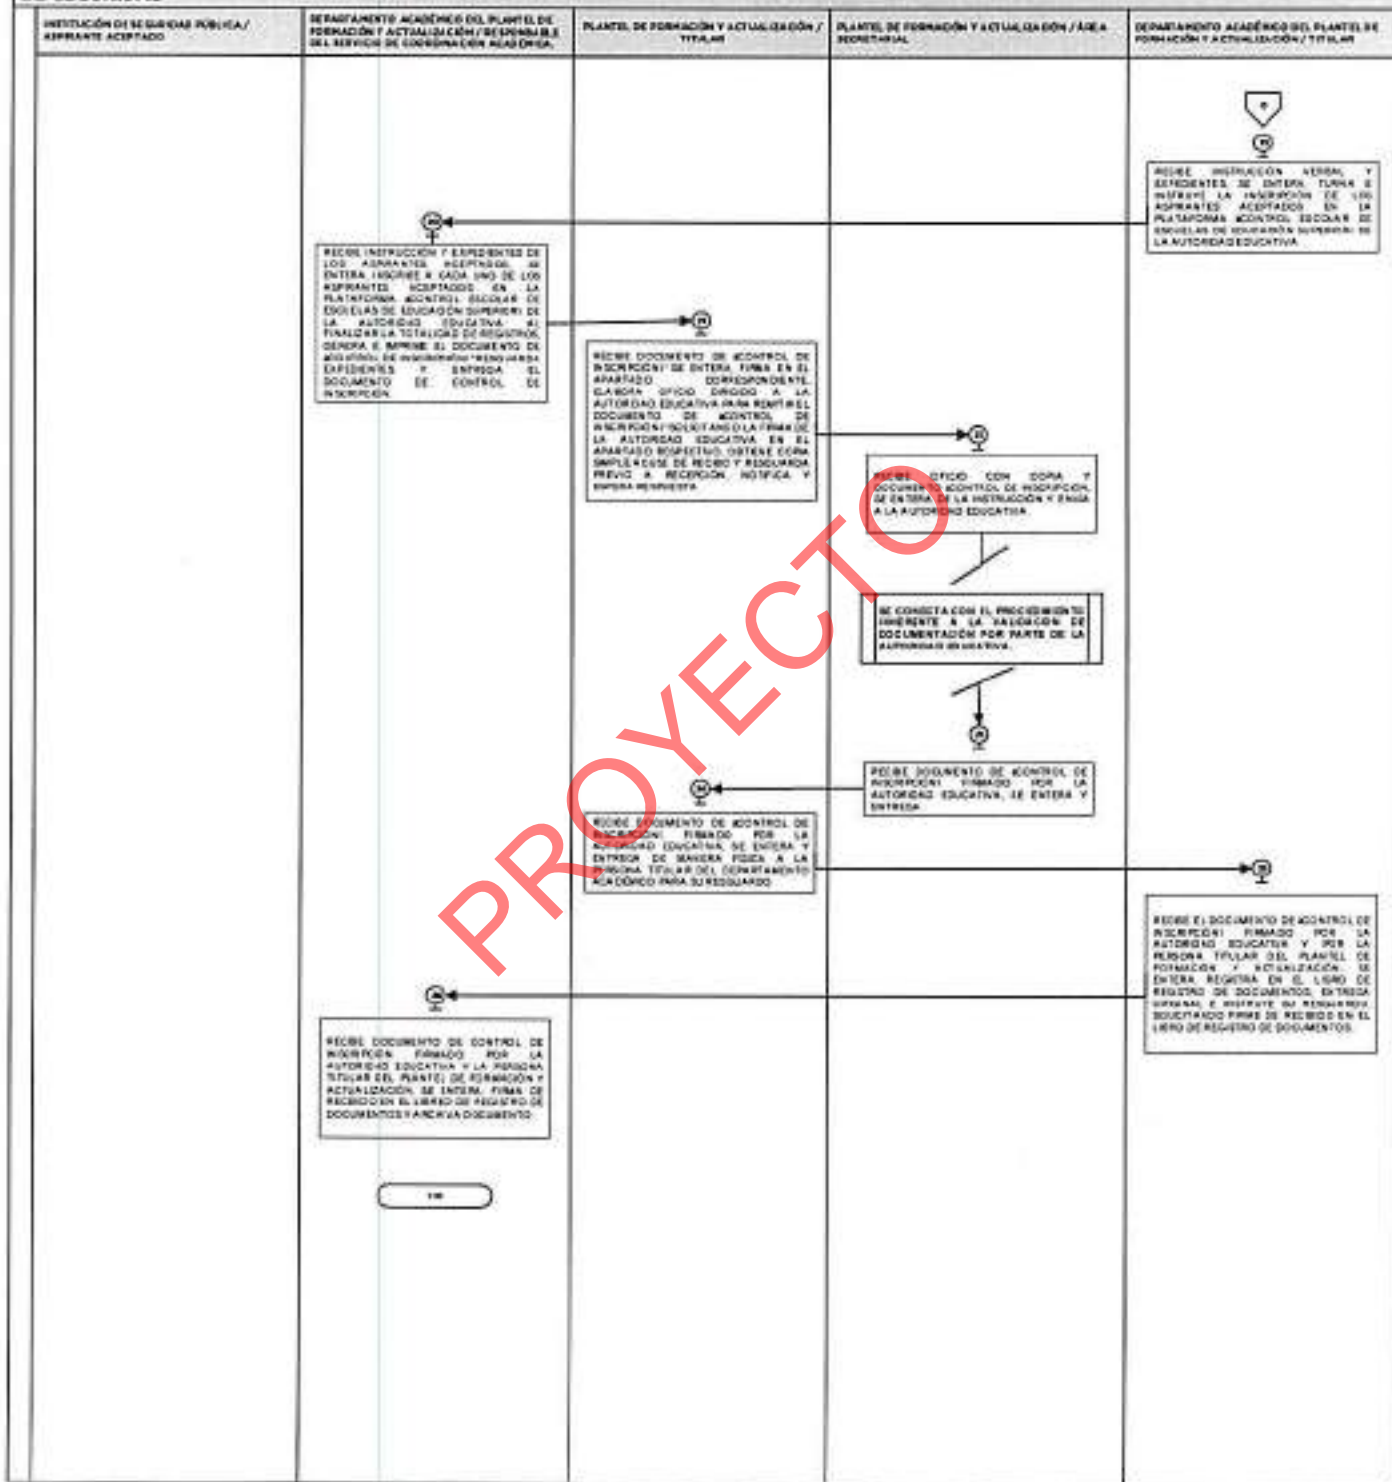 INSTITUCIÓN DE SEGURIDAD PÚBLICA /
ASPIRANTE ACEPTADO
DEPARTAMENTO ACADÉMICO DEL PLANTEL DE
FORMACIÓN Y ACTUALIZACIÓN / RESPONSABLE
DEL SERVICIO DE COORDINACIÓN ACADÉMICA.
PLANTEL DE FORMACIÓN Y ACTUALIZACIÓN /
TITULAR
PLANTEL DE FORMACIÓN Y ACTUALIZACIÓN / ÁREA
SECRETARIAL
DEPARTAMENTO ACADÉMICO DEL PLANTEL DE
FORMACIÓN Y ACTUALIZACIÓN / TITULAR
RECIBE INSTRUCCIÓN VERBAL Y
EXPEDIENTES, SE ENTERA, TURNA E
INSTRUYE LA INSCRIPCIÓN DE LOS
ASPIRANTES ACEPTADOS EN LA
PLATAFORMA CONTROL ESCOLAR DE
ESCUELAS DE EDUCACIÓN SUPERIOR DE
LA AUTORIDAD EDUCATIVA
RECIBE INSTRUCCIÓN Y EXPEDIENTES DE
LOS ASPIRANTES ACEPTADOS, SE
ENTERA, INSCRIBE A CADA UNO DE LOS
ASPIRANTES ACEPTADOS EN LA
PLATAFORMA CONTROL ESCOLAR DE
ESCUELAS DE EDUCACIÓN SUPERIOR DE
LA AUTORIDAD EDUCATIVA. AL
FINALIZAR LA TOTALIDAD DE REGISTROS,
GENERA E IMPRIME EL DOCUMENTO DE
CONTROL DE INSCRIPCIÓN RESGUARDA
EXPEDIENTES Y ENTREGA EL
DOCUMENTO DE CONTROL DE
INSCRIPCIÓN.
RECIBE DOCUMENTO DE CONTROL DE
INSCRIPCIÓN SE ENTERA, FIRMA EN EL
APARTADO CORRESPONDIENTE,
ELABORA OFICIO DIRIGIDO A LA
AUTORIDAD EDUCATIVA PARA REMITIR EL
DOCUMENTO DE CONTROL DE
INSCRIPCIÓN SOLICITANDO LA FIRMA DE
LA AUTORIDAD EDUCATIVA EN EL
APARTADO RESPECTIVO, OBTIENE COPIA
SIMPLE ACUSE DE RECIBO Y RESGUARDA
PREVIO A RECEPCIÓN, NOTIFICA Y
ESPERA RESPUESTA
RECIBE OFICIO CON COPIA Y
DOCUMENTO CONTROL DE INSCRIPCIÓN,
SE ENTERA DE LA INSTRUCCIÓN Y ENVÍA
A LA AUTORIDAD EDUCATIVA
SE CONECTA CON EL PROCEDIMIENTO
INHERENTE A LA VALIDACIÓN DE
DOCUMENTACIÓN POR PARTE DE LA
AUTORIDAD EDUCATIVA.
RECIBE DOCUMENTO DE CONTROL DE
INSCRIPCIÓN FIRMADO POR LA
AUTORIDAD EDUCATIVA, SE ENTERA Y
ENTREGA
RECIBE DOCUMENTO DE CONTROL DE
INSCRIPCIÓN FIRMADO POR LA
AUTORIDAD EDUCATIVA, SE ENTERA Y
ENTREGA DE MANERA FÍSICA A LA
PERSONA TITULAR DEL DEPARTAMENTO
ACADÉMICO PARA SU RESGUARDO
RECIBE EL DOCUMENTO DE CONTROL DE
INSCRIPCIÓN FIRMADO POR LA
AUTORIDAD EDUCATIVA Y POR LA
PERSONA TITULAR DEL PLANTEL DE
FORMACIÓN Y ACTUALIZACIÓN, SE
ENTERA, REGISTRA EN EL LIBRO DE
REGISTRO DE DOCUMENTOS, ENTREGA
ORIGINAL E INSTRUYE SU RESGUARDO,
SOLICITANDO FIRME DE RECIBIDO EN EL
LIBRO DE REGISTRO DE DOCUMENTOS.
RECIBE DOCUMENTO DE CONTROL DE
INSCRIPCIÓN FIRMADO POR LA
AUTORIDAD EDUCATIVA Y LA PERSONA
TITULAR DEL PLANTEL DE FORMACIÓN Y
ACTUALIZACIÓN, SE ENTERA, FIRMA DE
RECIBIDO EN EL LIBRO DE REGISTRO DE
DOCUMENTOS Y ARCHIVA DOCUMENTO
FIN
PROYECTO